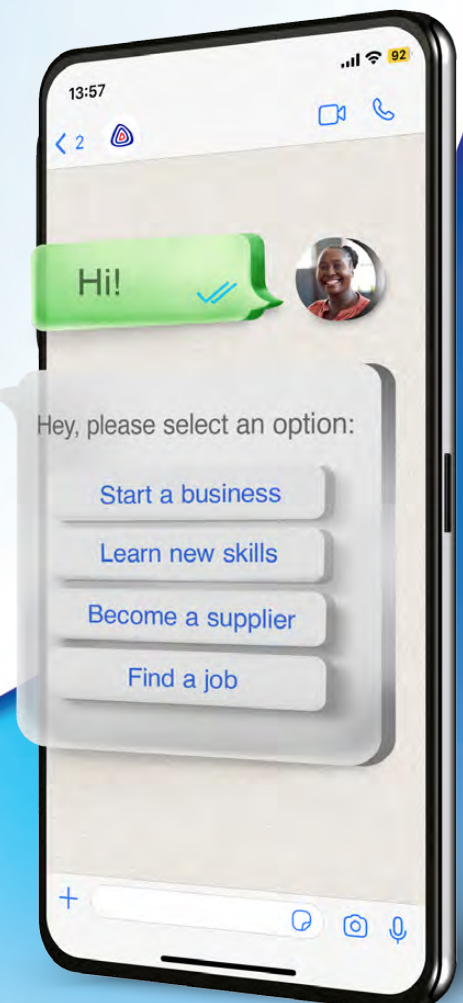 13:57
92
2
Hi!
Hey, please select an option:
Start a business
Learn new skills
Become a supplier
Find a job